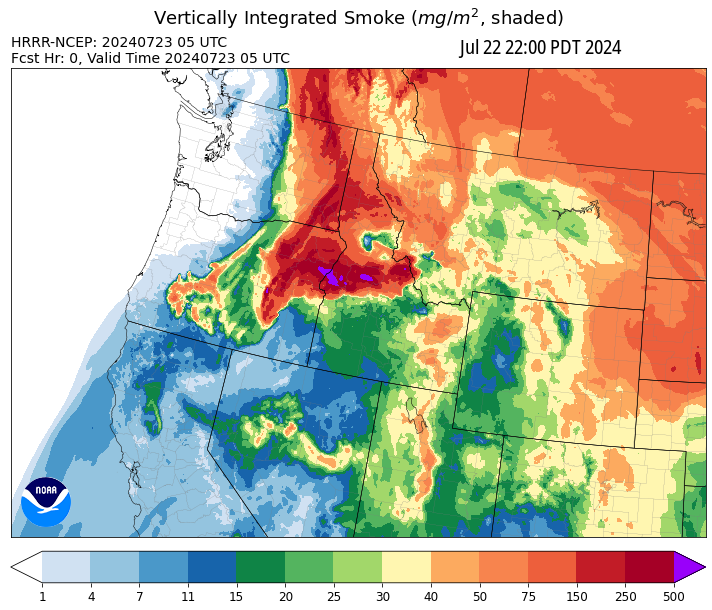 Vertically Integrated Smoke (mg/m², shaded)
HRRR-NCEP: 20240723 05 UTC
Fcst Hr: 0, Valid Time 20240723 05 UTC
Jul 22 22:00 PDT 2024
NOAA
1 4 7 11 15 20 25 30 40 50 75 150 250 500